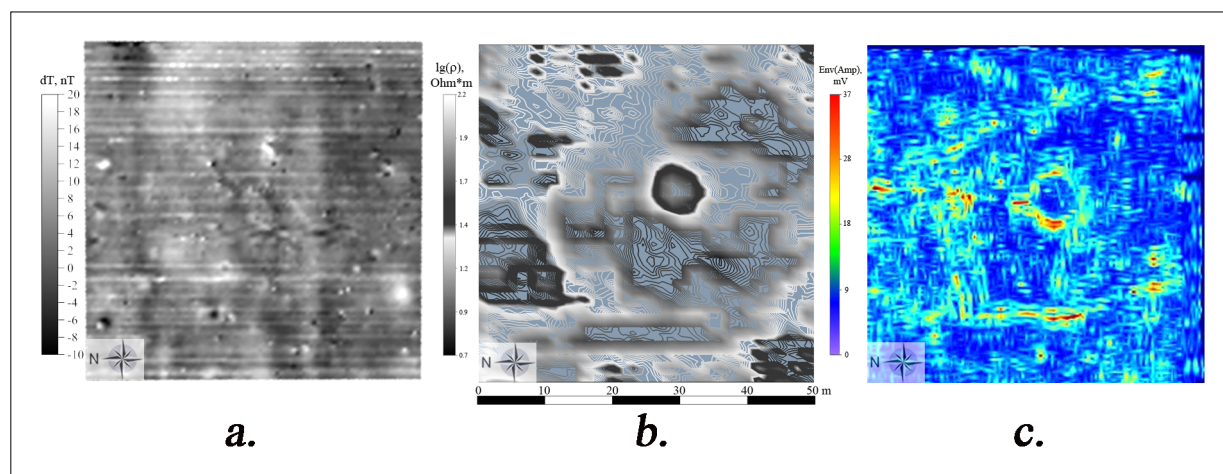 dT, nT
20
18
16
14
12
10
8
6
4
2
0
-2
-4
-6
-8
-10
N
a.
lg(ρ),
Ohm*m
2.2
1.9
1.7
1.4
1.2
0.9
0.7
N
0 10 20 30 40 50 m
b.
Env(Amp),
mV
37
28
18
9
0
N
c.